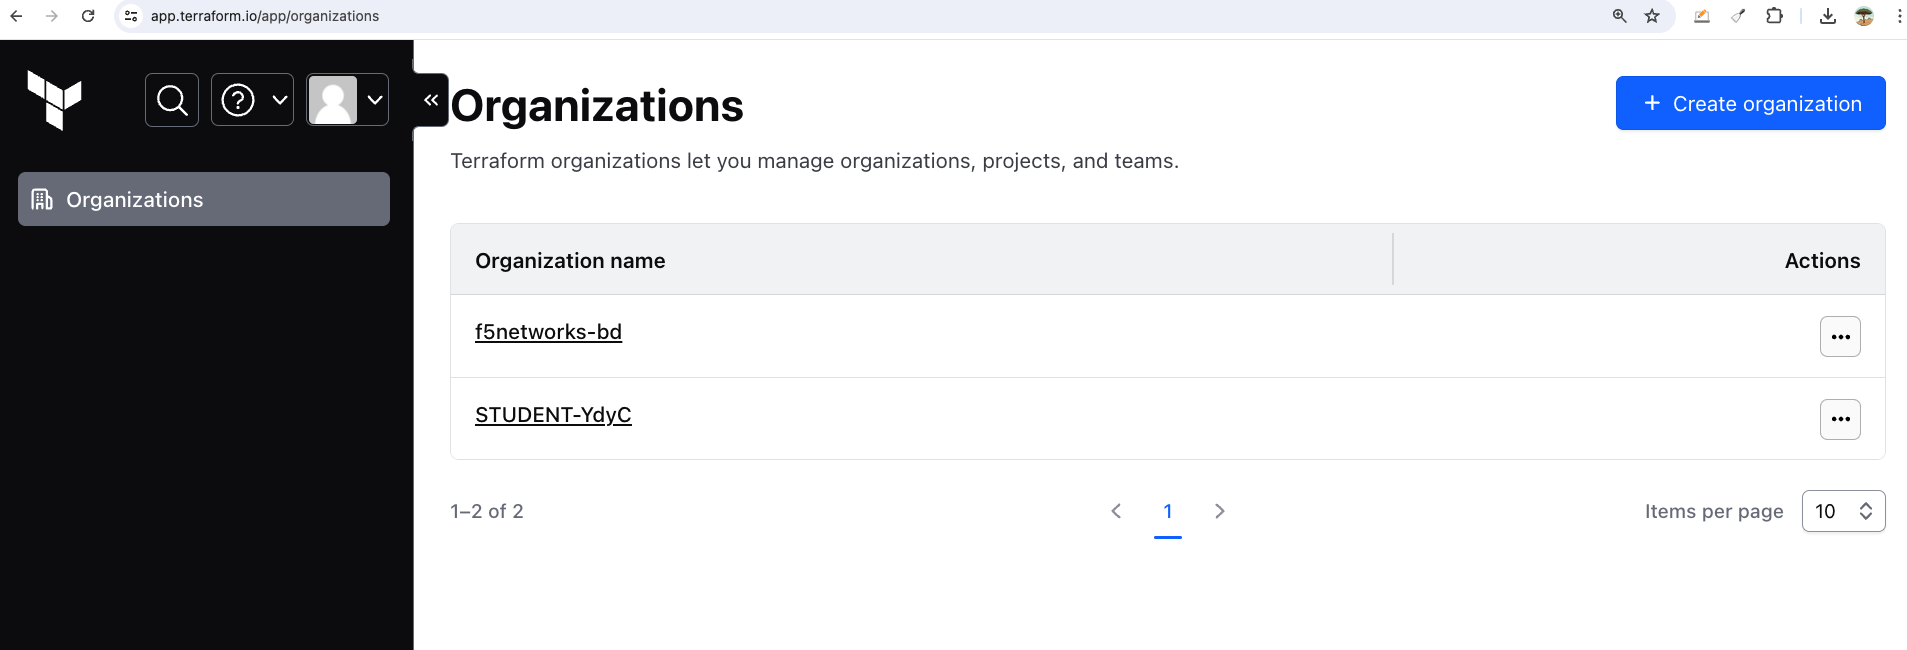 app.terraform.io/app/organizations
Organizations
Organizations
+ Create organization
Terraform organizations let you manage organizations, projects, and teams.
Organization name
Actions
f5networks-bd
STUDENT-YdyC
1–2 of 2
1
Items per page
10